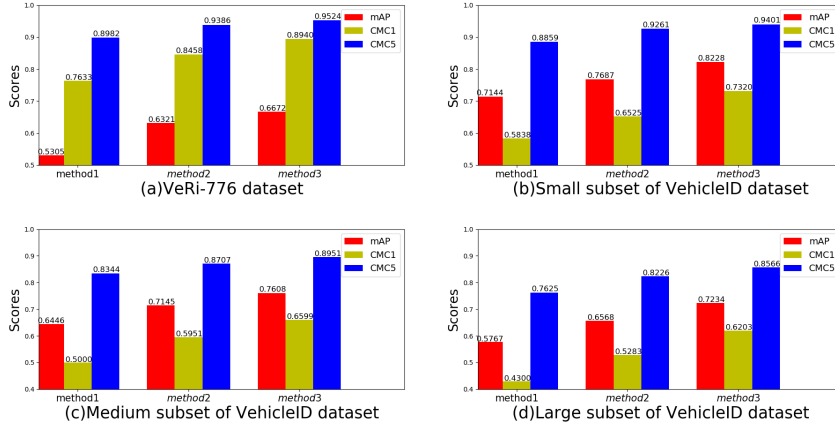 1.0
0.9
0.8
0.7
0.6
0.5
Scores
0.5305
0.7633
0.8982
0.6321
0.8458
0.9386
0.6672
0.8940
0.9524
mAP
CMC1
CMC5
method1
method2
method3
(a)VeRi-776 dataset
1.0
0.9
0.8
0.7
0.6
0.5
Scores
0.7144
0.5838
0.8859
0.7687
0.6525
0.9261
0.8228
0.7320
0.9401
mAP
CMC1
CMC5
method1
method2
method3
(b)Small subset of VehicleID dataset
1.0
0.9
0.8
0.7
0.6
0.5
0.4
Scores
0.6446
0.5000
0.8344
0.7145
0.5951
0.8707
0.7608
0.6599
0.8951
mAP
CMC1
CMC5
method1
method2
method3
(c)Medium subset of VehicleID dataset
1.0
0.9
0.8
0.7
0.6
0.5
0.4
Scores
0.5767
0.4300
0.7625
0.6568
0.5283
0.8226
0.7234
0.6203
0.8566
mAP
CMC1
CMC5
method1
method2
method3
(d)Large subset of VehicleID dataset